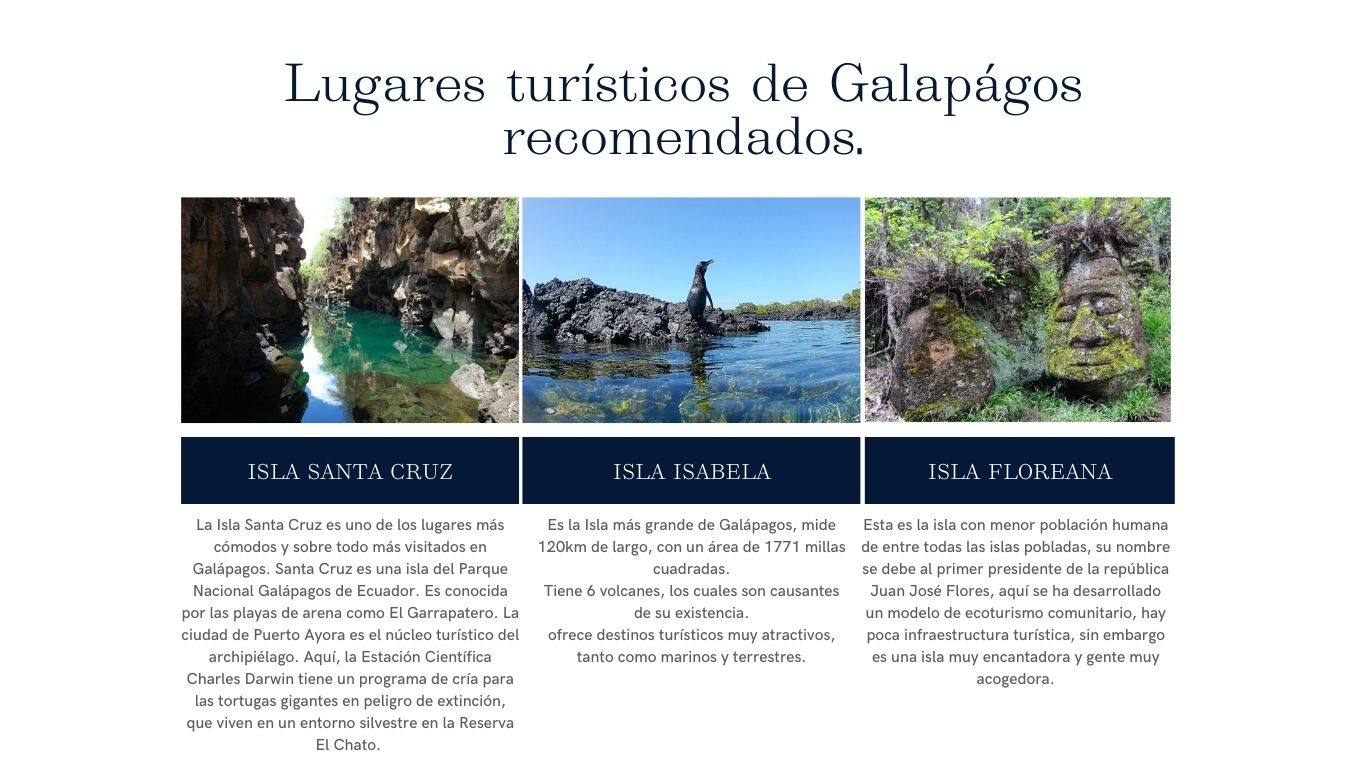 Lugares turísticos de Galapágos
recomendados.
ISLA SANTA CRUZ
La Isla Santa Cruz es uno de los lugares más
cómodos y sobre todo más visitados en
Galápagos. Santa Cruz es una isla del Parque
Nacional Galápagos de Ecuador. Es conocida
por las playas de arena como El Garrapatero. La
ciudad de Puerto Ayora es el núcleo turístico del
archipiélago. Aquí, la Estación Científica
Charles Darwin tiene un programa de cría para
las tortugas gigantes en peligro de extinción,
que viven en un entorno silvestre en la Reserva
El Chato.
ISLA ISABELA
Es la Isla más grande de Galápagos, mide
120km de largo, con un área de 1771 millas
cuadradas.
Tiene 6 volcanes, los cuales son causantes
de su existencia.
ofrece destinos turísticos muy atractivos,
tanto como marinos y terrestres.
ISLA FLOREANA
Esta es la isla con menor población humana
de entre todas las islas pobladas, su nombre
se debe al primer presidente de la república
Juan José Flores, aquí se ha desarrollado
un modelo de ecoturismo comunitario, hay
poca infraestructura turística, sin embargo
es una isla muy encantadora y gente muy
acogedora.